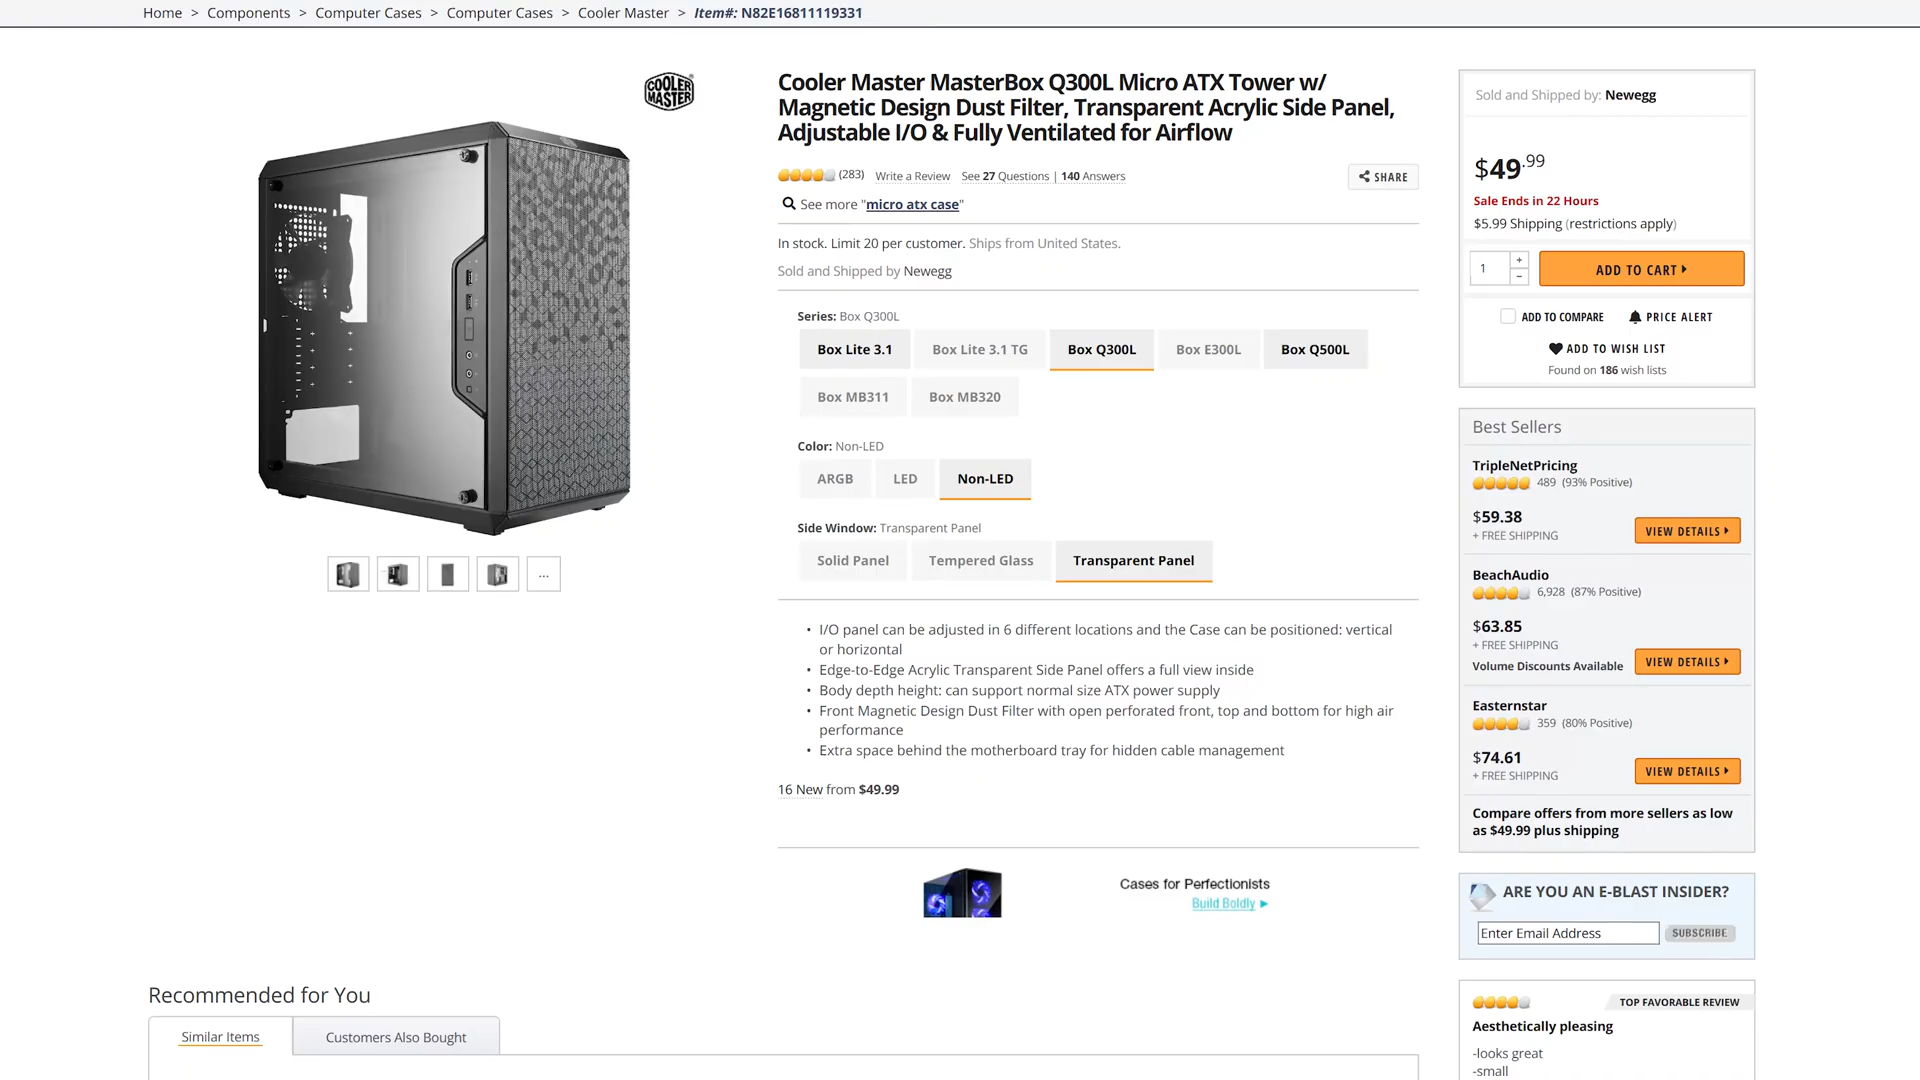 Home > Components > Computer Cases > Computer Cases > Cooler Master > Item#: N82E16811119331
COOLER
MASTER
Cooler Master MasterBox Q300L Micro ATX Tower w/
Magnetic Design Dust Filter, Transparent Acrylic Side Panel,
Adjustable I/O & Fully Ventilated for Airflow
(283) Write a Review See 27 Questions | 140 Answers
SHARE
See more "micro atx case"
In stock. Limit 20 per customer. Ships from United States.
Sold and Shipped by Newegg
Series: Box Q300L
Box Lite 3.1 Box Lite 3.1 TG Box Q300L Box E300L Box Q500L
Box MB311 Box MB320
Color: Non-LED
ARGB LED Non-LED
Side Window: Transparent Panel
Solid Panel Tempered Glass Transparent Panel
• I/O panel can be adjusted in 6 different locations and the Case can be positioned: vertical
or horizontal
• Edge-to-Edge Acrylic Transparent Side Panel offers a full view inside
• Body depth height: can support normal size ATX power supply
• Front Magnetic Design Dust Filter with open perforated front, top and bottom for high air
performance
• Extra space behind the motherboard tray for hidden cable management
16 New from $49.99
Cases for Perfectionists
Build Boldly ►
...
Recommended for You
Similar Items Customers Also Bought
Sold and Shipped by: Newegg
$49.99
Sale Ends in 22 Hours
$5.99 Shipping (restrictions apply)
1 + - ADD TO CART
ADD TO COMPARE PRICE ALERT
ADD TO WISH LIST
Found on 186 wish lists
Best Sellers
TripleNetPricing
489 (93% Positive)
$59.38
+ FREE SHIPPING
VIEW DETAILS
BeachAudio
6,928 (87% Positive)
$63.85
+ FREE SHIPPING
Volume Discounts Available VIEW DETAILS
Easternstar
359 (80% Positive)
$74.61
+ FREE SHIPPING
VIEW DETAILS
Compare offers from more sellers as low
as $49.99 plus shipping
ARE YOU AN E-BLAST INSIDER?
Enter Email Address SUBSCRIBE
TOP FAVORABLE REVIEW
Aesthetically pleasing
-looks great
-small